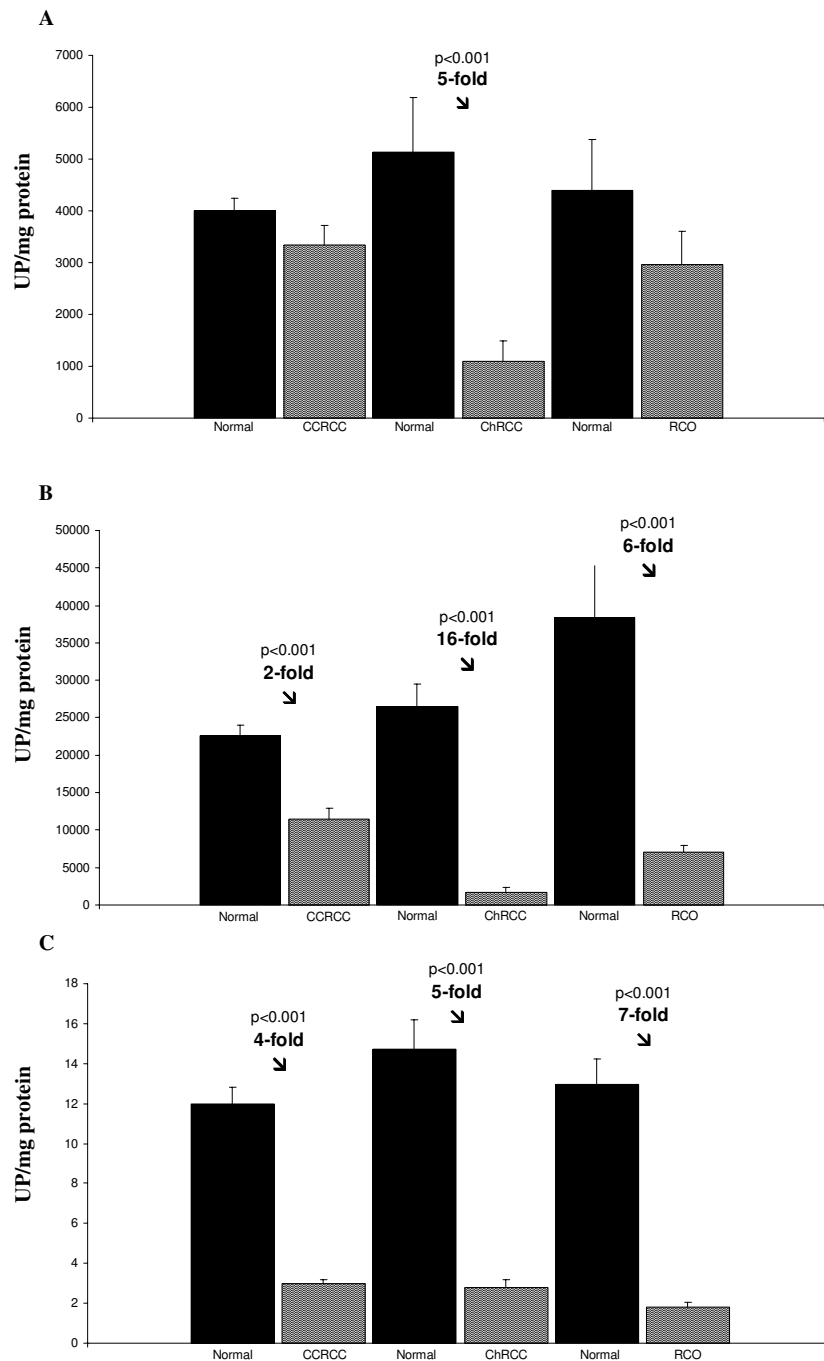 A
p<0.001
5-fold
7000
6000
5000
4000
3000
2000
1000
0
UP/mg protein
Normal CCRCC Normal ChRCC Normal RCO
B
p<0.001
6-fold
p<0.001
16-fold
p<0.001
2-fold
50000
45000
40000
35000
30000
25000
20000
15000
10000
5000
0
UP/mg protein
Normal CCRCC Normal ChRCC Normal RCO
C
p<0.001
5-fold
p<0.001
7-fold
p<0.001
4-fold
18
16
14
12
10
8
6
4
2
0
UP/mg protein
Normal CCRCC Normal ChRCC Normal RCO